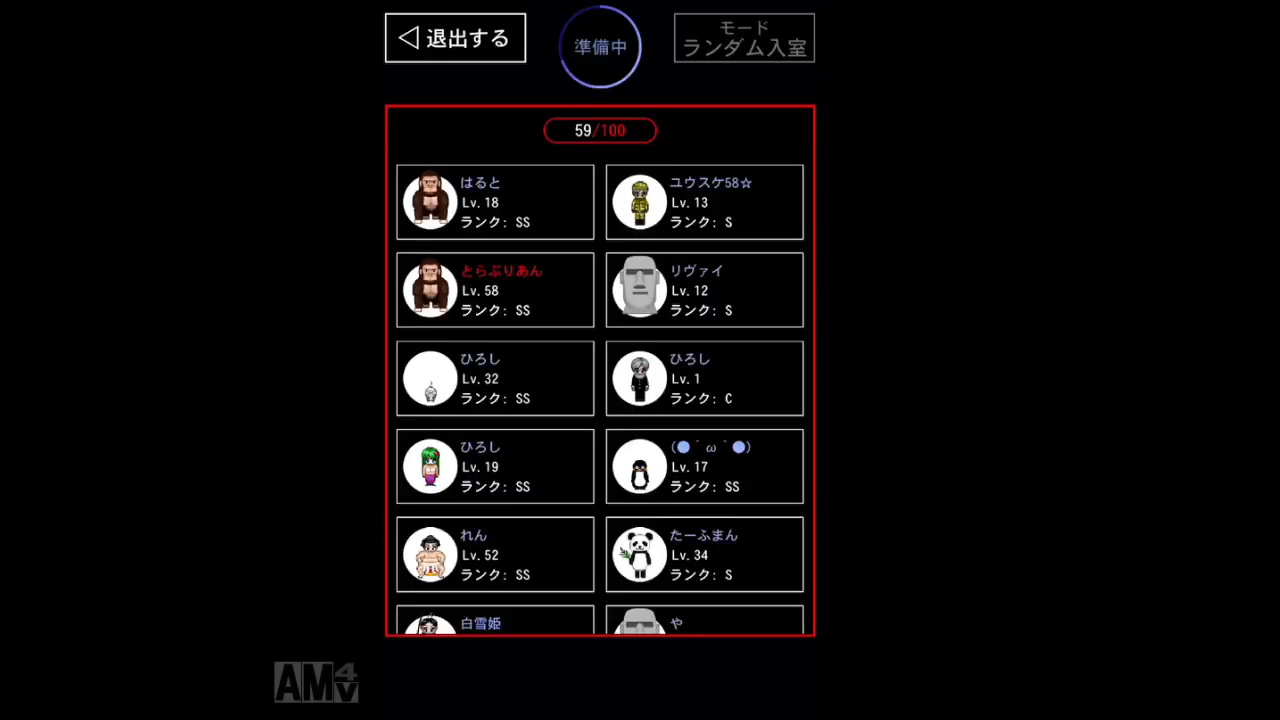 ◁退出する
準備中
モード
ランダム入室
59/100
はると
Lv. 18
ランク: SS
ユウスケ58☆
Lv. 13
ランク: S
とらぶりあん
Lv. 58
ランク: SS
リヴァイ
Lv. 12
ランク: S
ひろし
Lv. 32
ランク: SS
ひろし
Lv. 1
ランク: C
ひろし
Lv. 19
ランク: SS
(●´ω`●)
Lv. 17
ランク: SS
れん
Lv. 52
ランク: SS
たーふまん
Lv. 34
ランク: S
白雪姫
や
AM4V